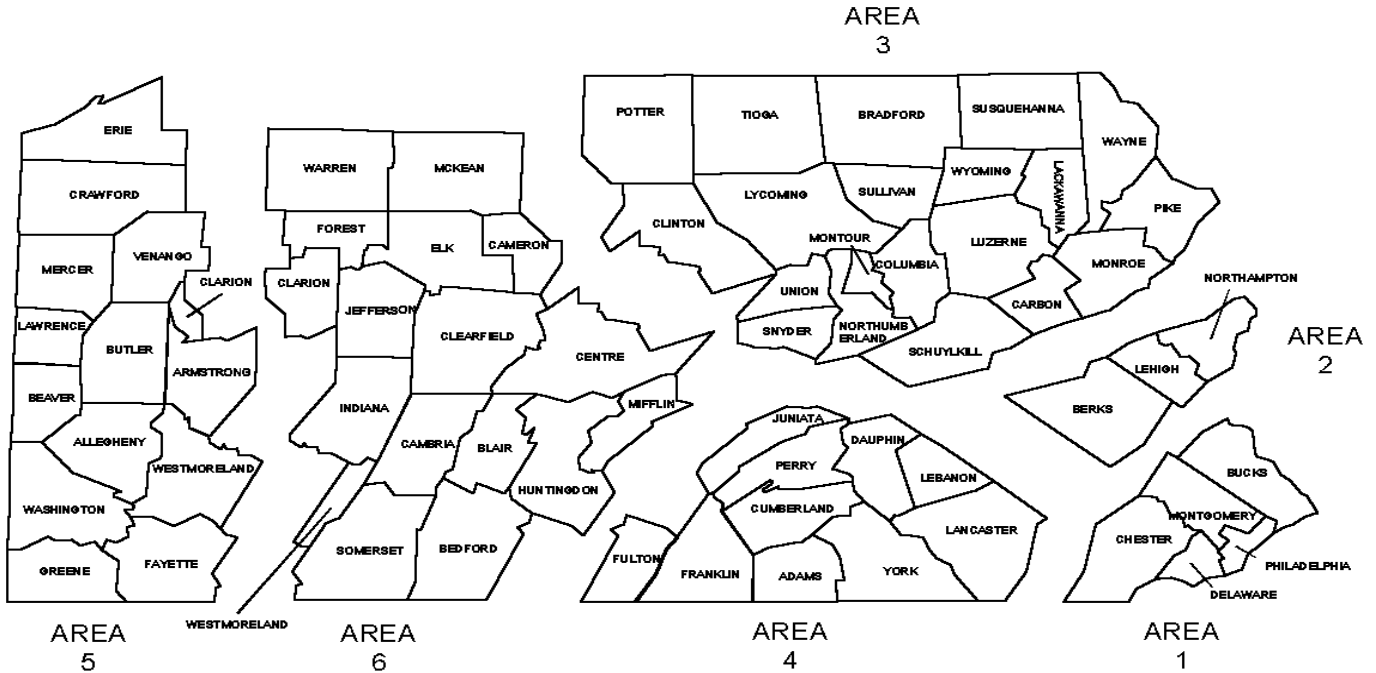 AREA
3
ERIE
CRAWFORD
MERCER
VENANGO
CLARION
LAWRENCE
BUTLER
ARMSTRONG
BEAVER
ALLEGHENY
WESTMORELAND
WASHINGTON
GREENE
FAYETTE
AREA
5
WARREN
MCKEAN
FOREST
ELK
CAMERON
CLARION
JEFFERSON
CLEARFIELD
CENTRE
INDIANA
CAMBRIA
BLAIR
MIFFLIN
HUNTINGDON
SOMERSET
BEDFORD
WESTMORELAND
AREA
6
POTTER
TIOGA
BRADFORD
SUSQUEHANNA
WAYNE
WYOMING
LACKAWANNA
LYCOMING
SULLIVAN
PIKE
CLINTON
MONTOUR
LUZERNE
COLUMBIA
MONROE
UNION
CARBON
SNYDER
NORTHUMB
ERLAND
SCHUYLKILL
NORTHAMPTON
AREA
2
LEHIGH
BERKS
JUNIATA
DAUPHIN
PERRY
LEBANON
CUMBERLAND
LANCASTER
FULTON
FRANKLIN
ADAMS
YORK
AREA
4
BUCKS
MONTGOMERY
CHESTER
PHILADELPHIA
DELAWARE
AREA
1